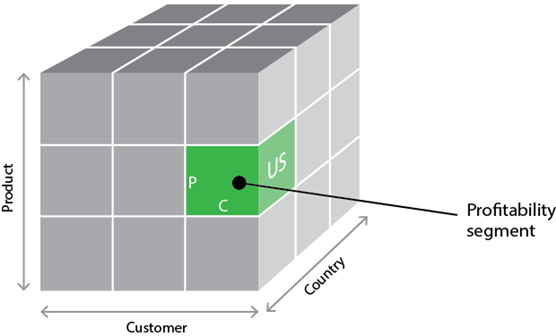 Product
P
C
US
Profitability
segment
Country
Customer